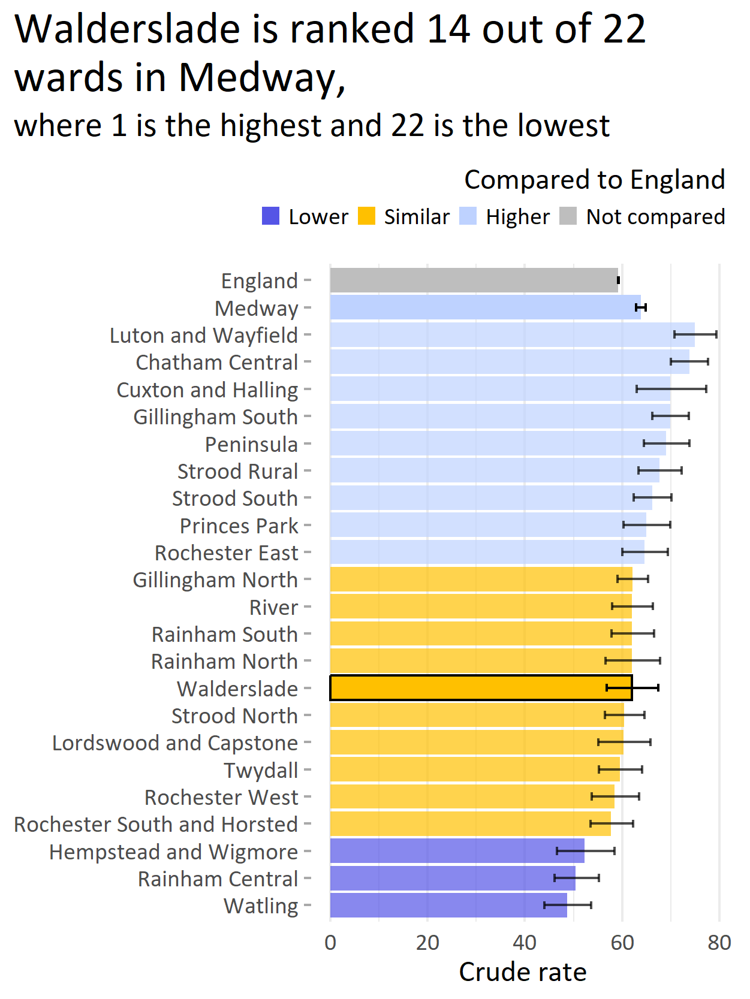 Walderslade is ranked 14 out of 22
wards in Medway,
where 1 is the highest and 22 is the lowest
Compared to England
Lower Similar Higher Not compared
England
Medway
Luton and Wayfield
Chatham Central
Cuxton and Halling
Gillingham South
Peninsula
Strood Rural
Strood South
Princes Park
Rochester East
Gillingham North
River
Rainham South
Rainham North
Walderslade
Strood North
Lordswood and Capstone
Twydall
Rochester West
Rochester South and Horsted
Hempstead and Wigmore
Rainham Central
Watling
0 20 40 60 80
Crude rate